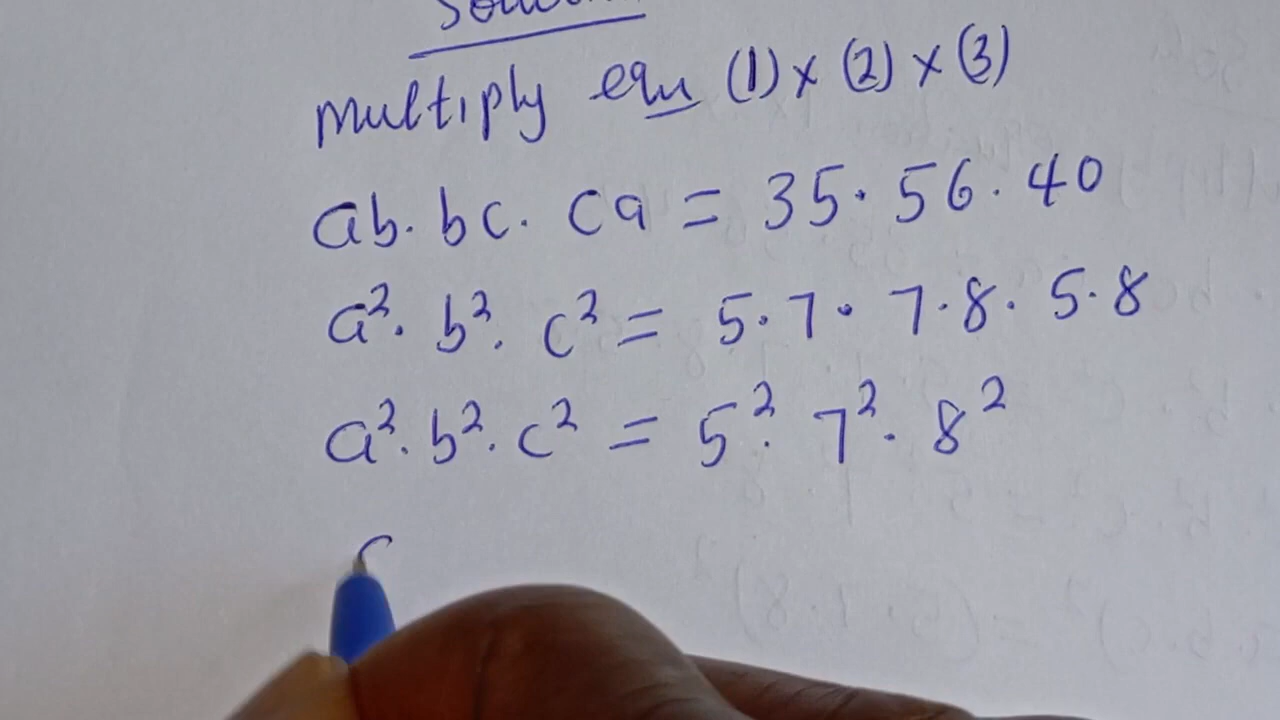 multiply eqn (1) × (2) × (3)
ab. bc. ca = 35. 56. 40
a². b². c² = 5.7. 7.8. 5.8
a². b². c² = 5². 7². 8²